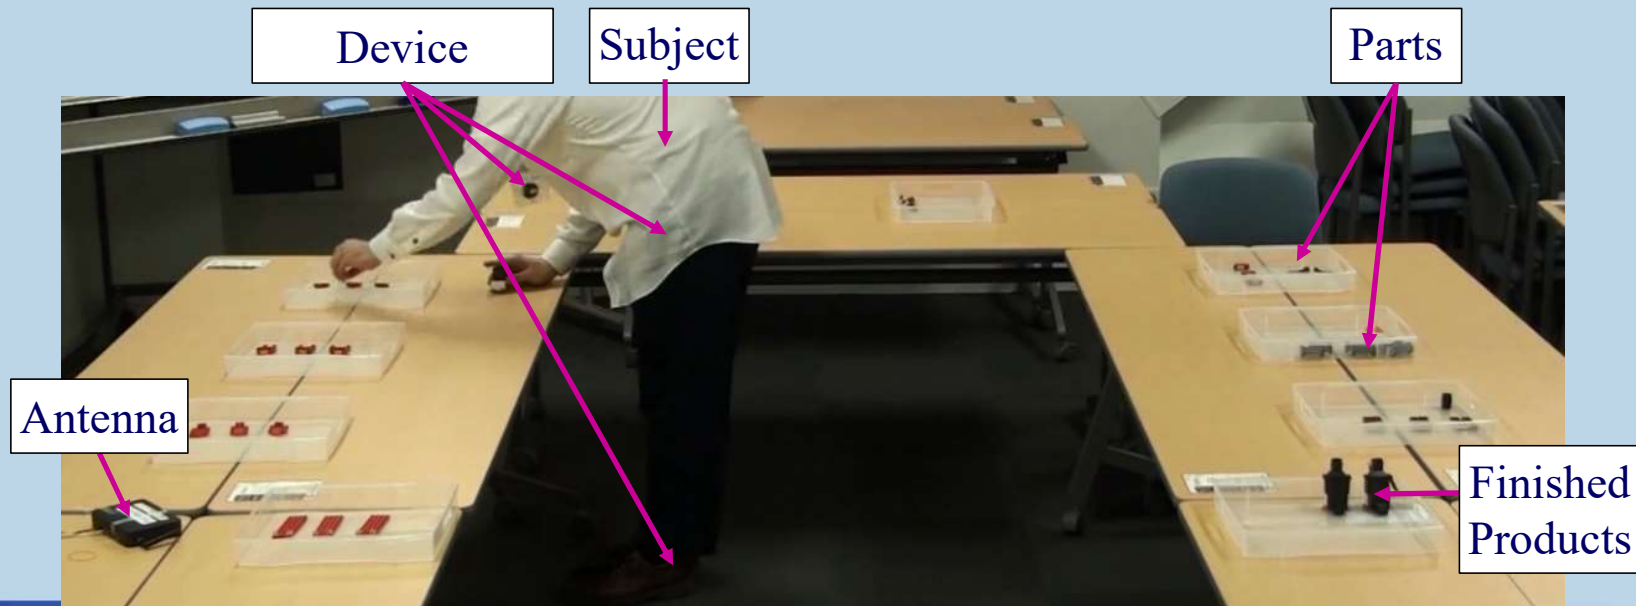 Device
Subject
Parts
Antenna
Finished
Products